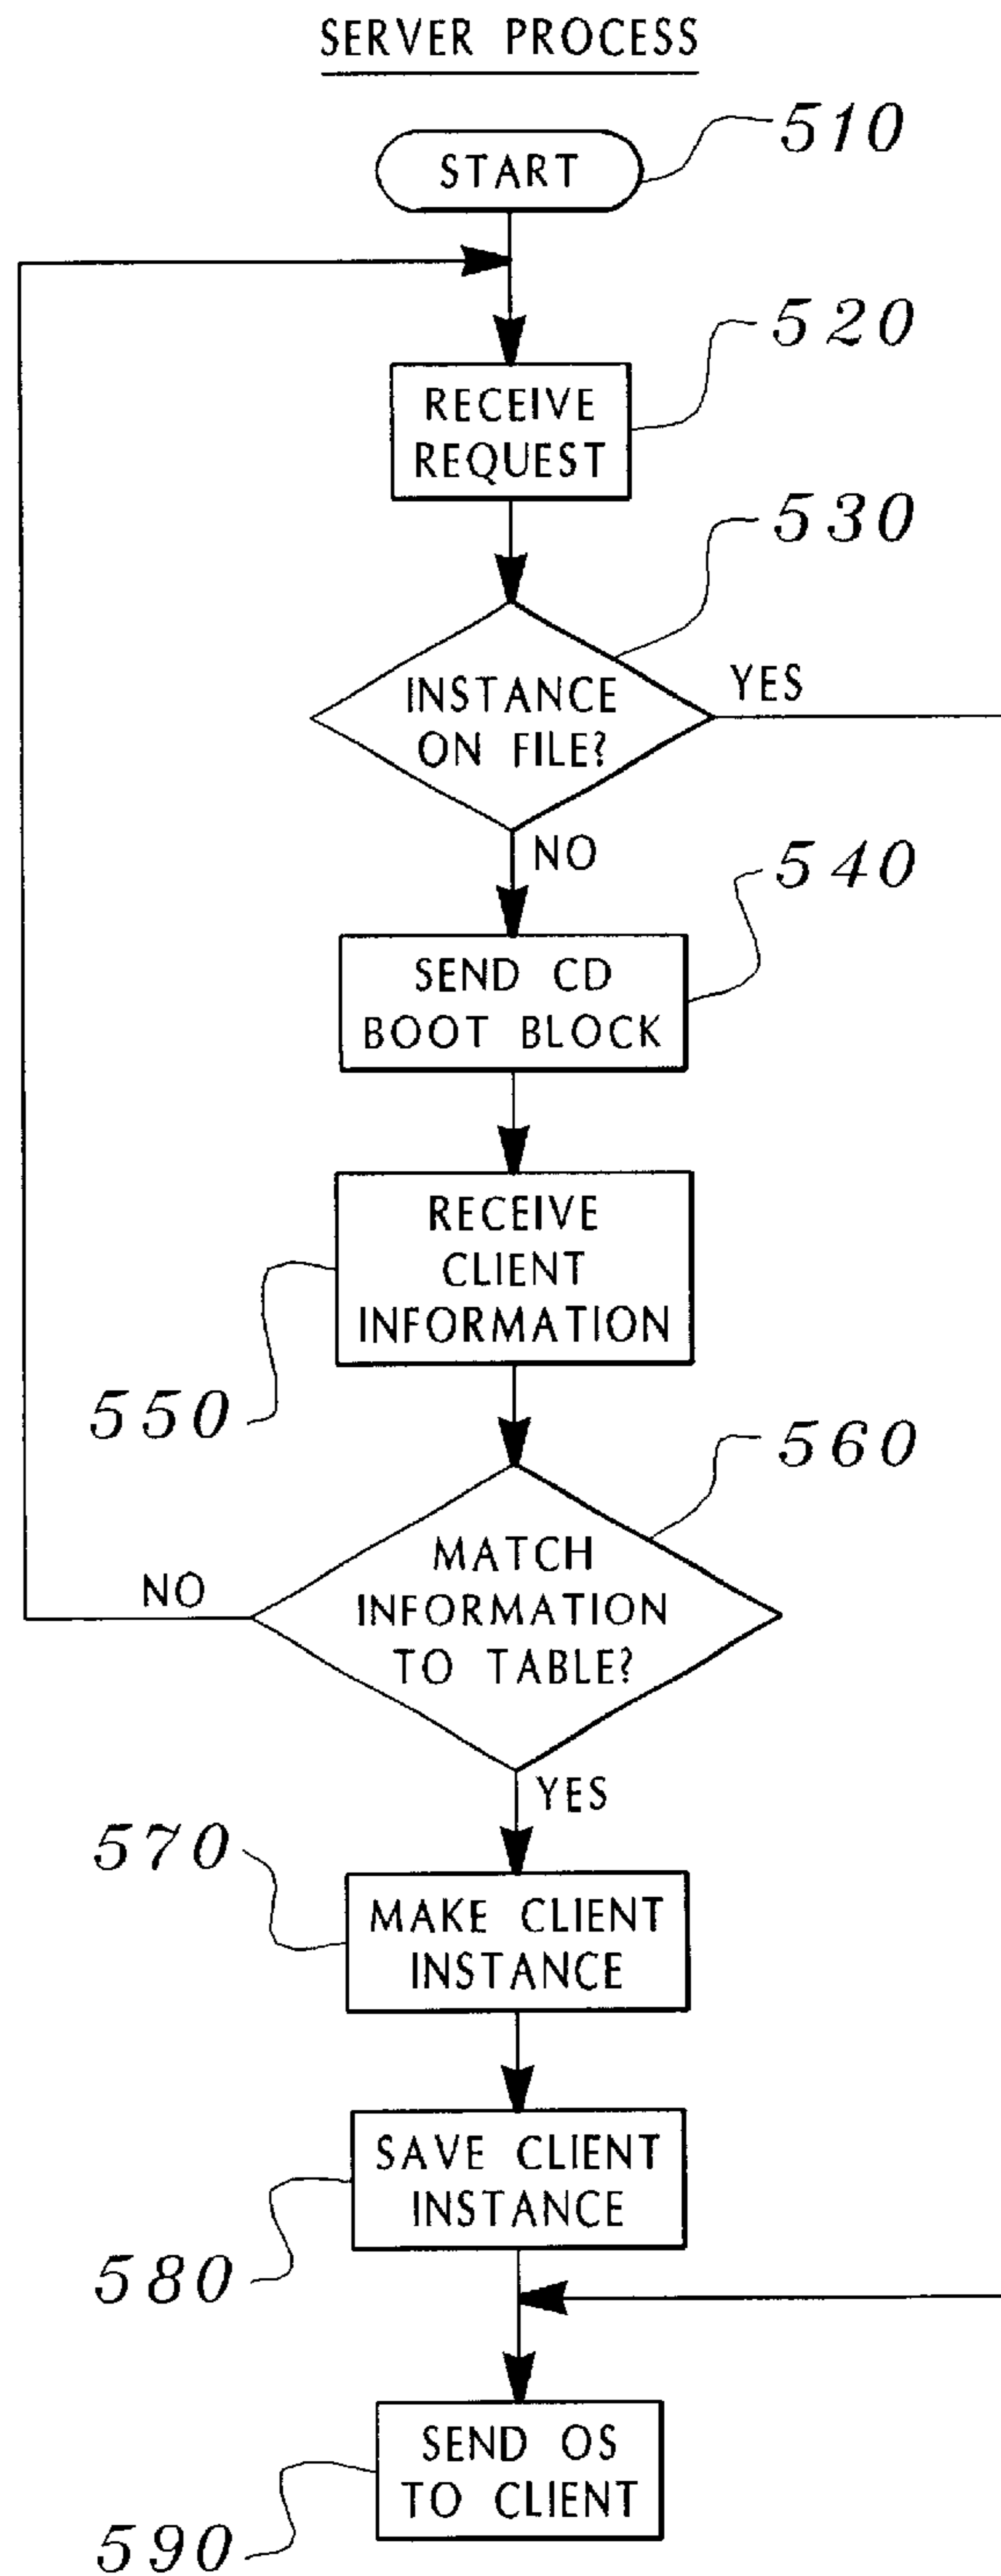 SERVER PROCESS
START
510
RECEIVE
REQUEST
520
530
INSTANCE
ON FILE?
YES
NO
540
SEND CD
BOOT BLOCK
RECEIVE
CLIENT
INFORMATION
550
560
MATCH
INFORMATION
TO TABLE?
NO
YES
570
MAKE CLIENT
INSTANCE
SAVE CLIENT
INSTANCE
580
SEND OS
TO CLIENT
590